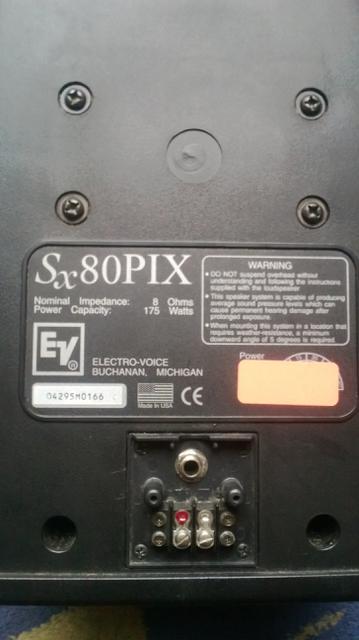 Sx80PIX
Nominal Impedance: 8 Ohms
Power Capacity: 175 Watts
WARNING
• DO NOT suspend overhead without
understanding and following the instructions
supplied with the loudspeaker
• This speaker system is capable of producing
average sound pressure levels which can
cause permanent hearing damage after
prolonged exposure.
• When mounting this system in a location that
requires weather-resistance, a minimum
downward angle of 5 degrees is required.
EV®
ELECTRO-VOICE
BUCHANAN, MICHIGAN
Power
04295M0166
Made In USA
CE